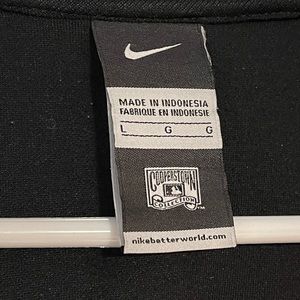 MADE IN INDONESIA
FABRIQUE EN INDONESIE
L G G
COOPERSTOWN
COLLECTION
nikebetterworld.com